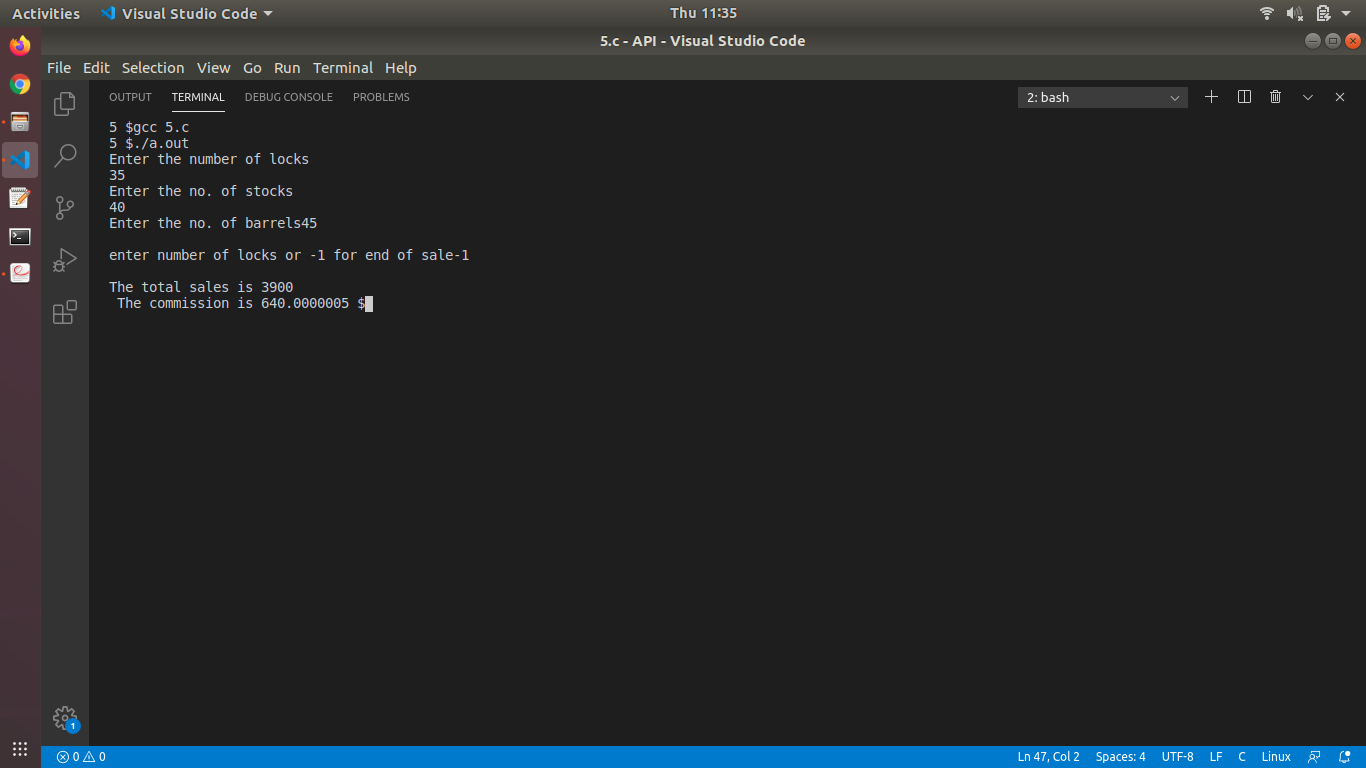 Activities Visual Studio Code Thu 11:35
5.c - API - Visual Studio Code
File Edit Selection View Go Run Terminal Help
OUTPUT TERMINAL DEBUG CONSOLE PROBLEMS 2: bash
5 $gcc 5.c
5 $./a.out
Enter the number of locks
35
Enter the no. of stocks
40
Enter the no. of barrels45
enter number of locks or -1 for end of sale-1
The total sales is 3900
The commission is 640.0000005 $
1
0 0 Ln 47, Col 2 Spaces: 4 UTF-8 LF C Linux